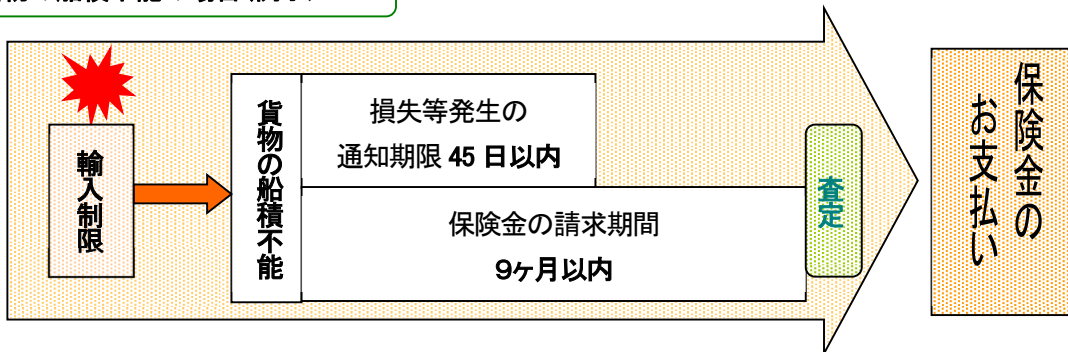 輸入制限
貨物の船積不能
損失等発生の
通知期限 45 日以内
保険金の請求期間
9ヶ月以内
査定
保険金の
お支払い